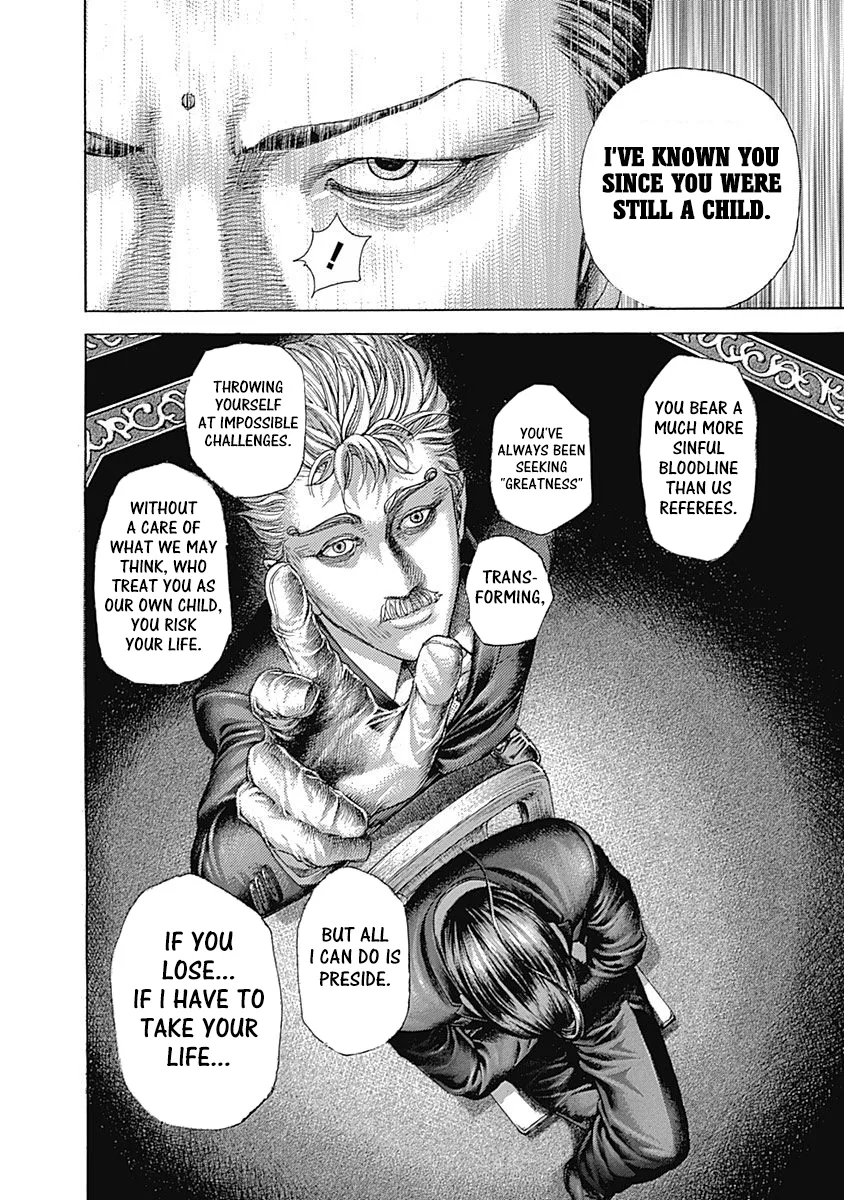 I'VE KNOWN YOU
SINCE YOU WERE
STILL A CHILD.
!
YOU BEAR A
MUCH MORE
SINFUL
BLOODLINE
THAN US
REFEREES.
YOU'VE
ALWAYS BEEN
SEEKING
"GREATNESS"
TRANS-
FORMING,
THROWING
YOURSELF
AT IMPOSSIBLE
CHALLENGES.
WITHOUT
A CARE OF
WHAT WE MAY
THINK, WHO
TREAT YOU AS
OUR OWN CHILD,
YOU RISK
YOUR LIFE.
BUT ALL
I CAN DO IS
PRESIDE.
IF YOU
LOSE...
IF I HAVE TO
TAKE YOUR
LIFE...